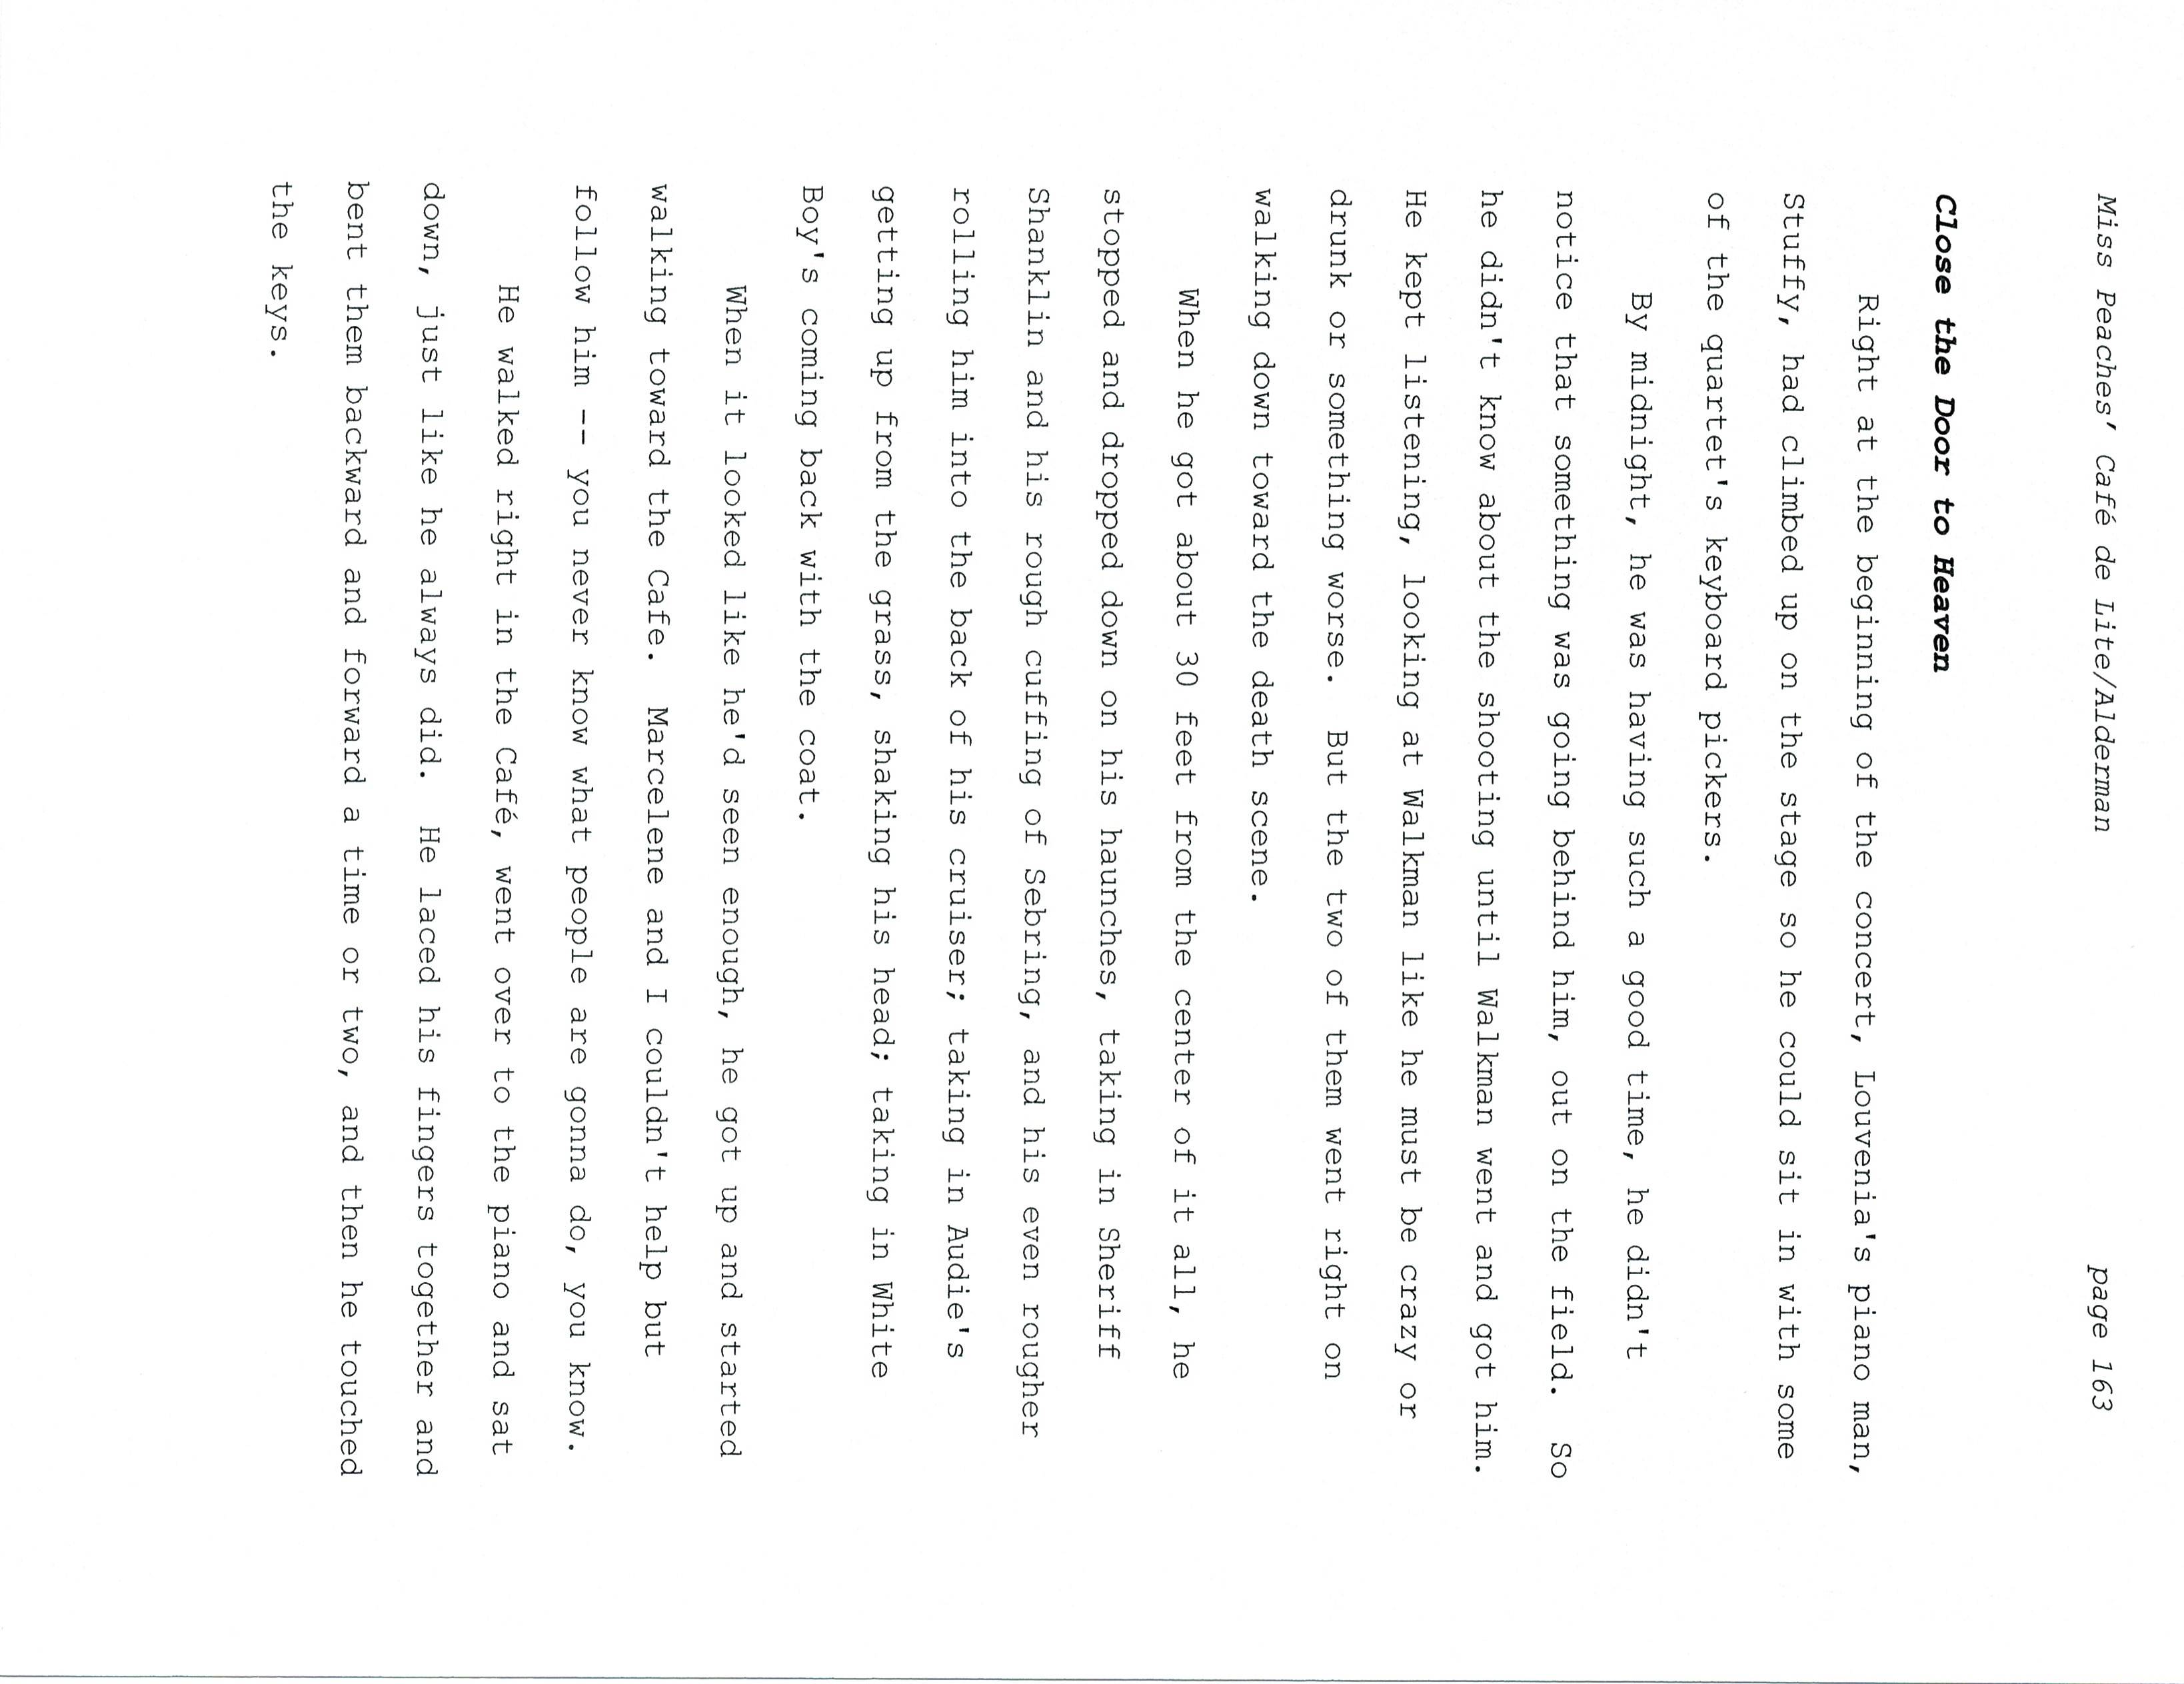 Miss Peaches' Café de Lite/Alderman page 163
Close the Door to Heaven
Right at the beginning of the concert, Louvenia's piano man,
Stuffy, had climbed up on the stage so he could sit in with some
of the quartet's keyboard pickers.
By midnight, he was having such a good time, he didn't
notice that something was going behind him, out on the field.  So
he didn't know about the shooting until Walkman went and got him.
He kept listening, looking at Walkman like he must be crazy or
drunk or something worse.  But the two of them went right on
walking down toward the death scene.
When he got about 30 feet from the center of it all, he
stopped and dropped down on his haunches, taking in Sheriff
Shanklin and his rough cuffing of Sebring, and his even rougher
rolling him into the back of his cruiser; taking in Audie's
getting up from the grass, shaking his head; taking in White
Boy's coming back with the coat.
When it looked like he'd seen enough, he got up and started
walking toward the Cafe.  Marcelene and I couldn't help but
follow him -- you never know what people are gonna do, you know.
He walked right in the Café, went over to the piano and sat
down, just like he always did.  He laced his fingers together and
bent them backward and forward a time or two, and then he touched
the keys.